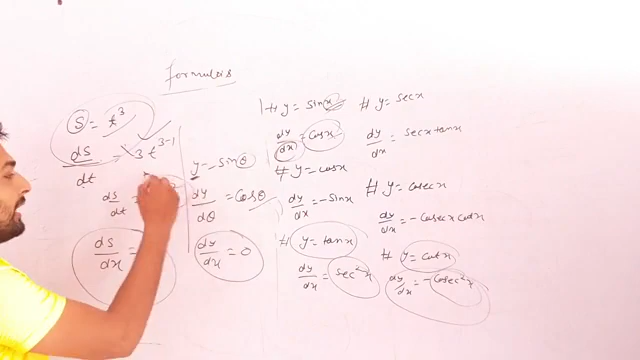 Formulas
S = t³
ds/dt = 3 t³⁻¹
ds/dt =
ds/dx =
y = sinθ
dy/dθ = Cosθ
dy/dx = 0
# y = sinx
dy/dx = Cosx
# y = cosx
dy/dx = -Sinx
# y = tanx
dy/dx = Sec²x
# y = secx
dy/dx = secx tanx
# y = cosecx
dy/dx = -Cosecx cotx
# y = cotx
dy/dx = -Cosec²x